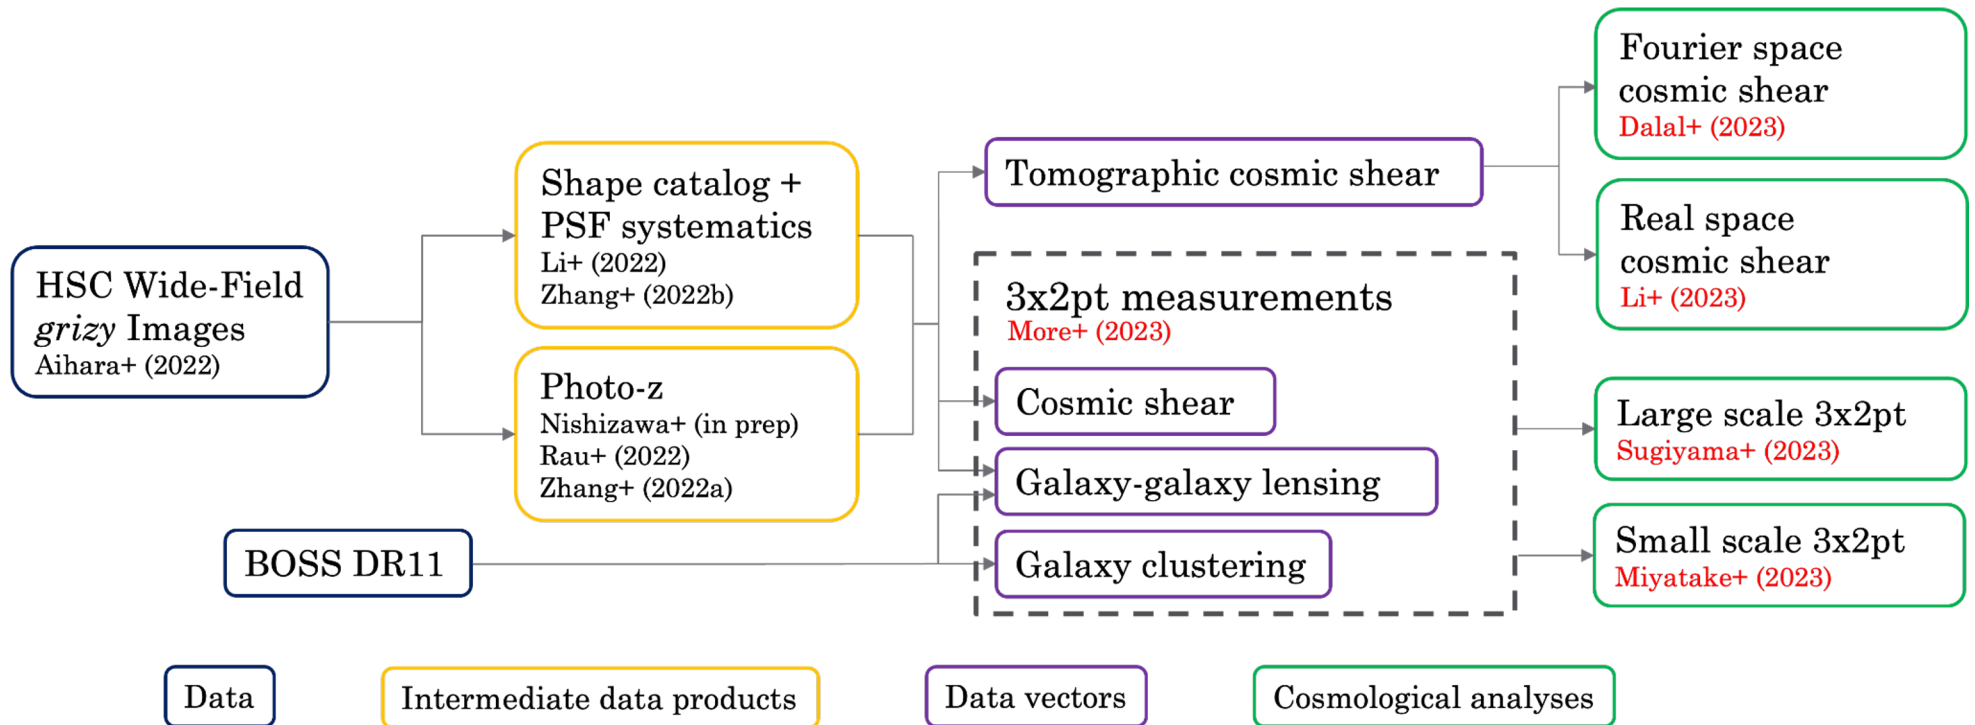 HSC Wide-Field
grizy Images
Aihara+ (2022)
BOSS DR11
Shape catalog +
PSF systematics
Li+ (2022)
Zhang+ (2022b)
Photo-z
Nishizawa+ (in prep)
Rau+ (2022)
Zhang+ (2022a)
Tomographic cosmic shear
3x2pt measurements
More+ (2023)
Cosmic shear
Galaxy-galaxy lensing
Galaxy clustering
Fourier space
cosmic shear
Dalal+ (2023)
Real space
cosmic shear
Li+ (2023)
Large scale 3x2pt
Sugiyama+ (2023)
Small scale 3x2pt
Miyatake+ (2023)
Data
Intermediate data products
Data vectors
Cosmological analyses